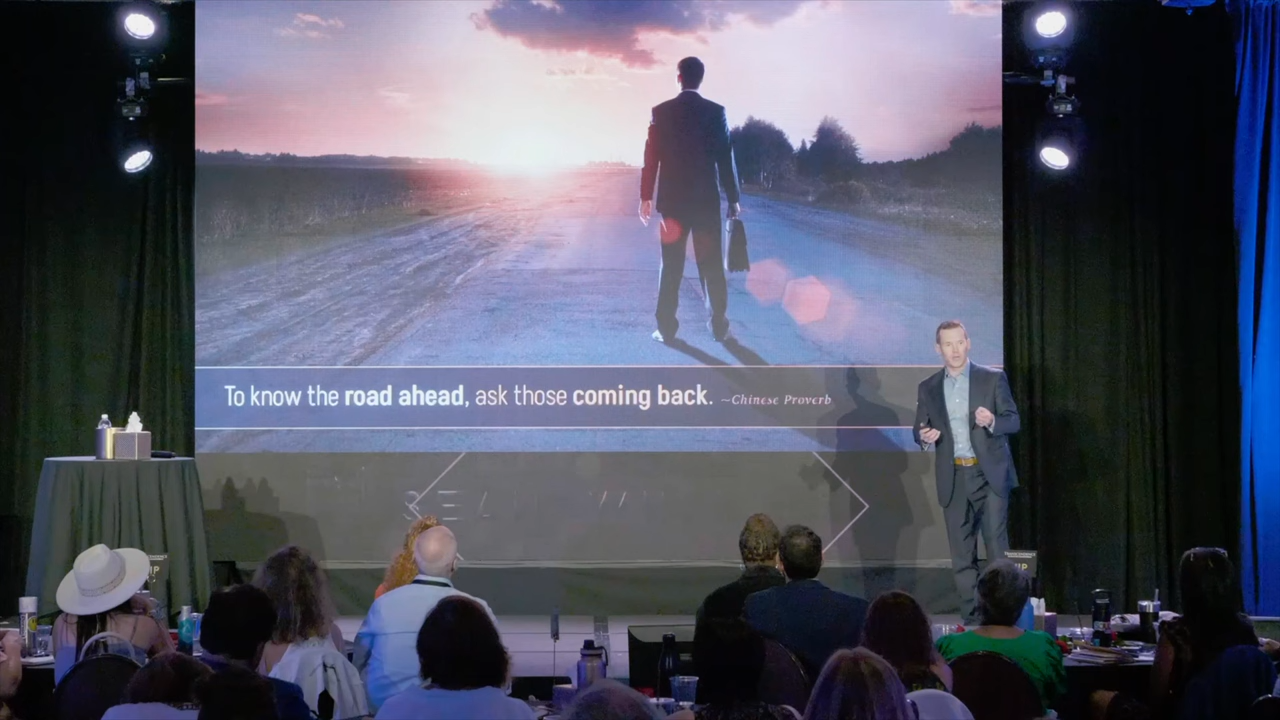 To know the road ahead, ask those coming back. ~Chinese Proverb